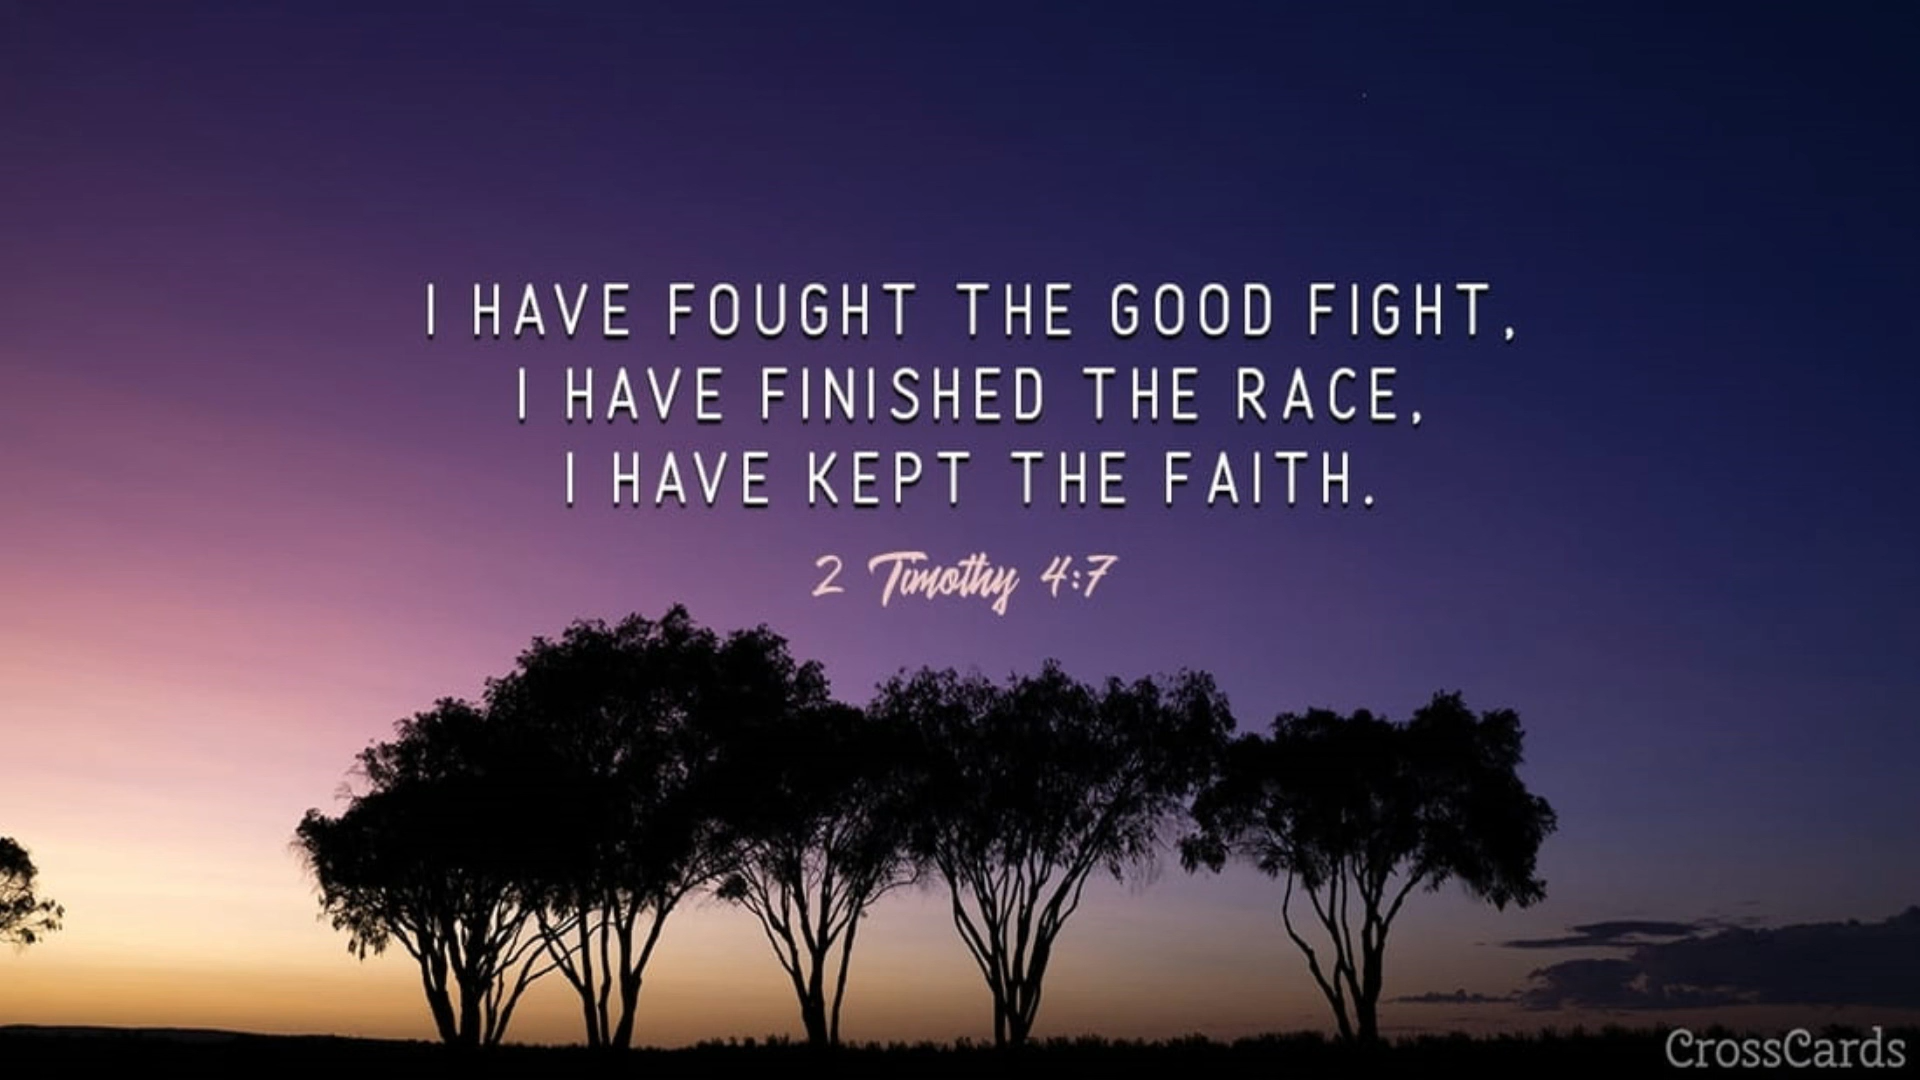 I HAVE FOUGHT THE GOOD FIGHT,
I HAVE FINISHED THE RACE,
I HAVE KEPT THE FAITH.
2 Timothy 4:7
CrossCards